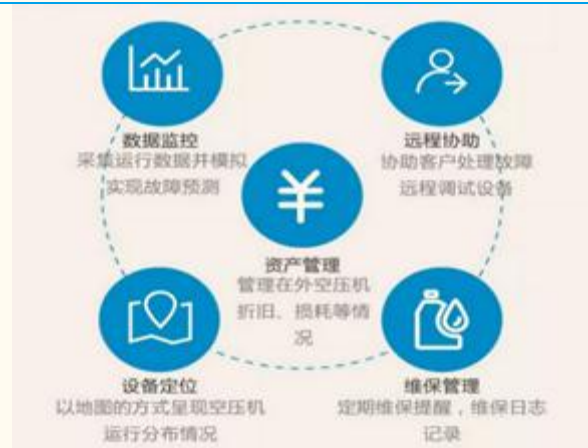 数据监控
采集运行数据并模拟
实现故障预测
远程协助
协助客户处理故障
远程调试设备
¥
资产管理
管理在外空压机
折旧、损耗等情
况
设备定位
以地图的方式呈现空压机
运行分布情况
维保管理
定期维保提醒，维保日志
记录